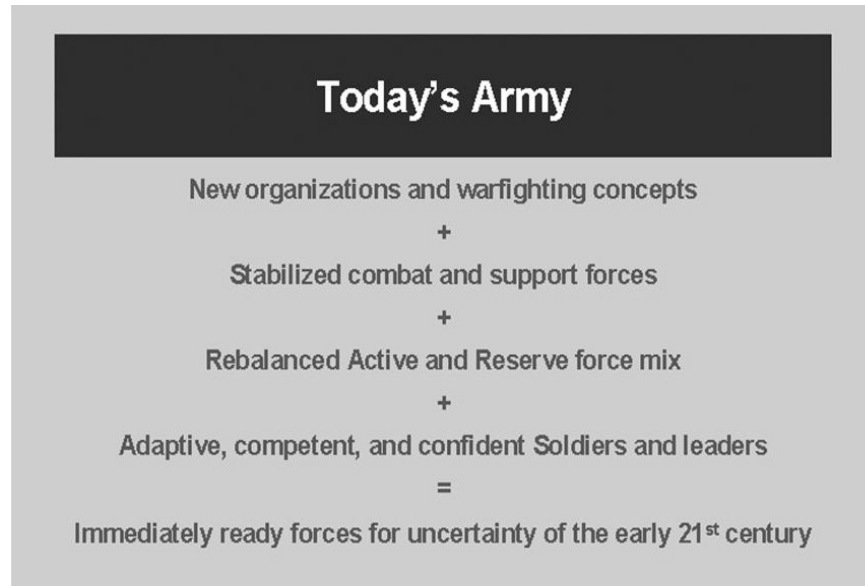 Today’s Army
New organizations and warfighting concepts
+
Stabilized combat and support forces
+
Rebalanced Active and Reserve force mix
+
Adaptive, competent, and confident Soldiers and leaders
=
Immediately ready forces for uncertainty of the early 21st century